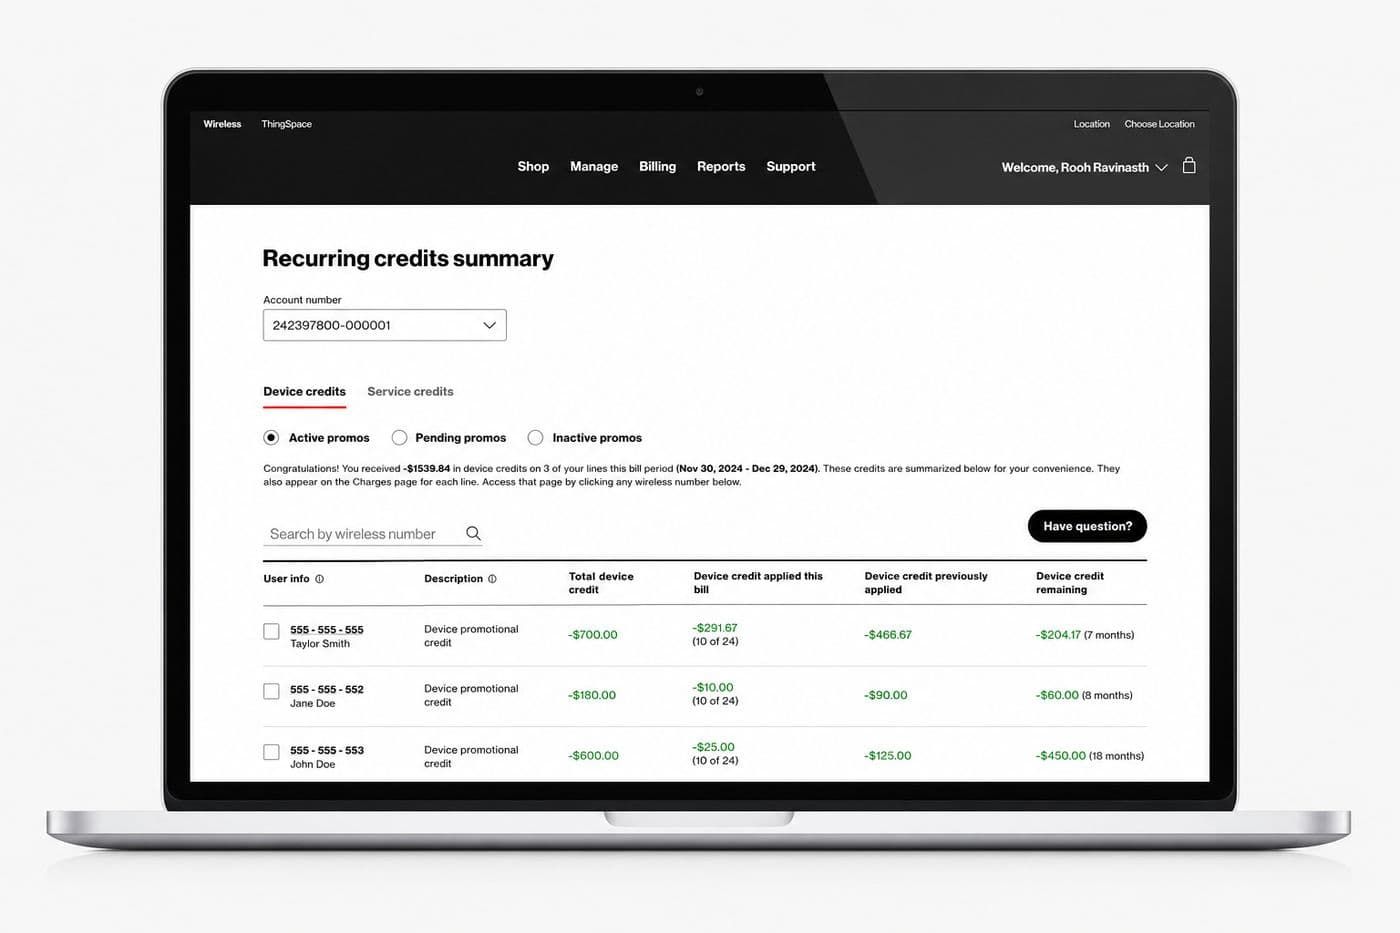 Wireless ThingSpace Location Choose Location
Shop Manage Billing Reports Support Welcome, Rooh Ravinasth
Recurring credits summary
Account number
242397800-000001
Device credits Service credits
Active promos Pending promos Inactive promos
Congratulations! You received -$1539.84 in device credits on 3 of your lines this bill period (Nov 30, 2024 - Dec 29, 2024). These credits are summarized below for your convenience. They
also appear on the Charges page for each line. Access that page by clicking any wireless number below.
Search by wireless number
Have question?
User info Description Total device credit Device credit applied this bill Device credit previously applied Device credit remaining
555 - 555 - 555 Device promotional credit -$700.00 -$291.67 (10 of 24) -$466.67 -$204.17 (7 months)
Taylor Smith
555 - 555 - 552 Device promotional credit -$180.00 -$10.00 (10 of 24) -$90.00 -$60.00 (8 months)
Jane Doe
555 - 555 - 553 Device promotional credit -$600.00 -$25.00 (10 of 24) -$125.00 -$450.00 (18 months)
John Doe